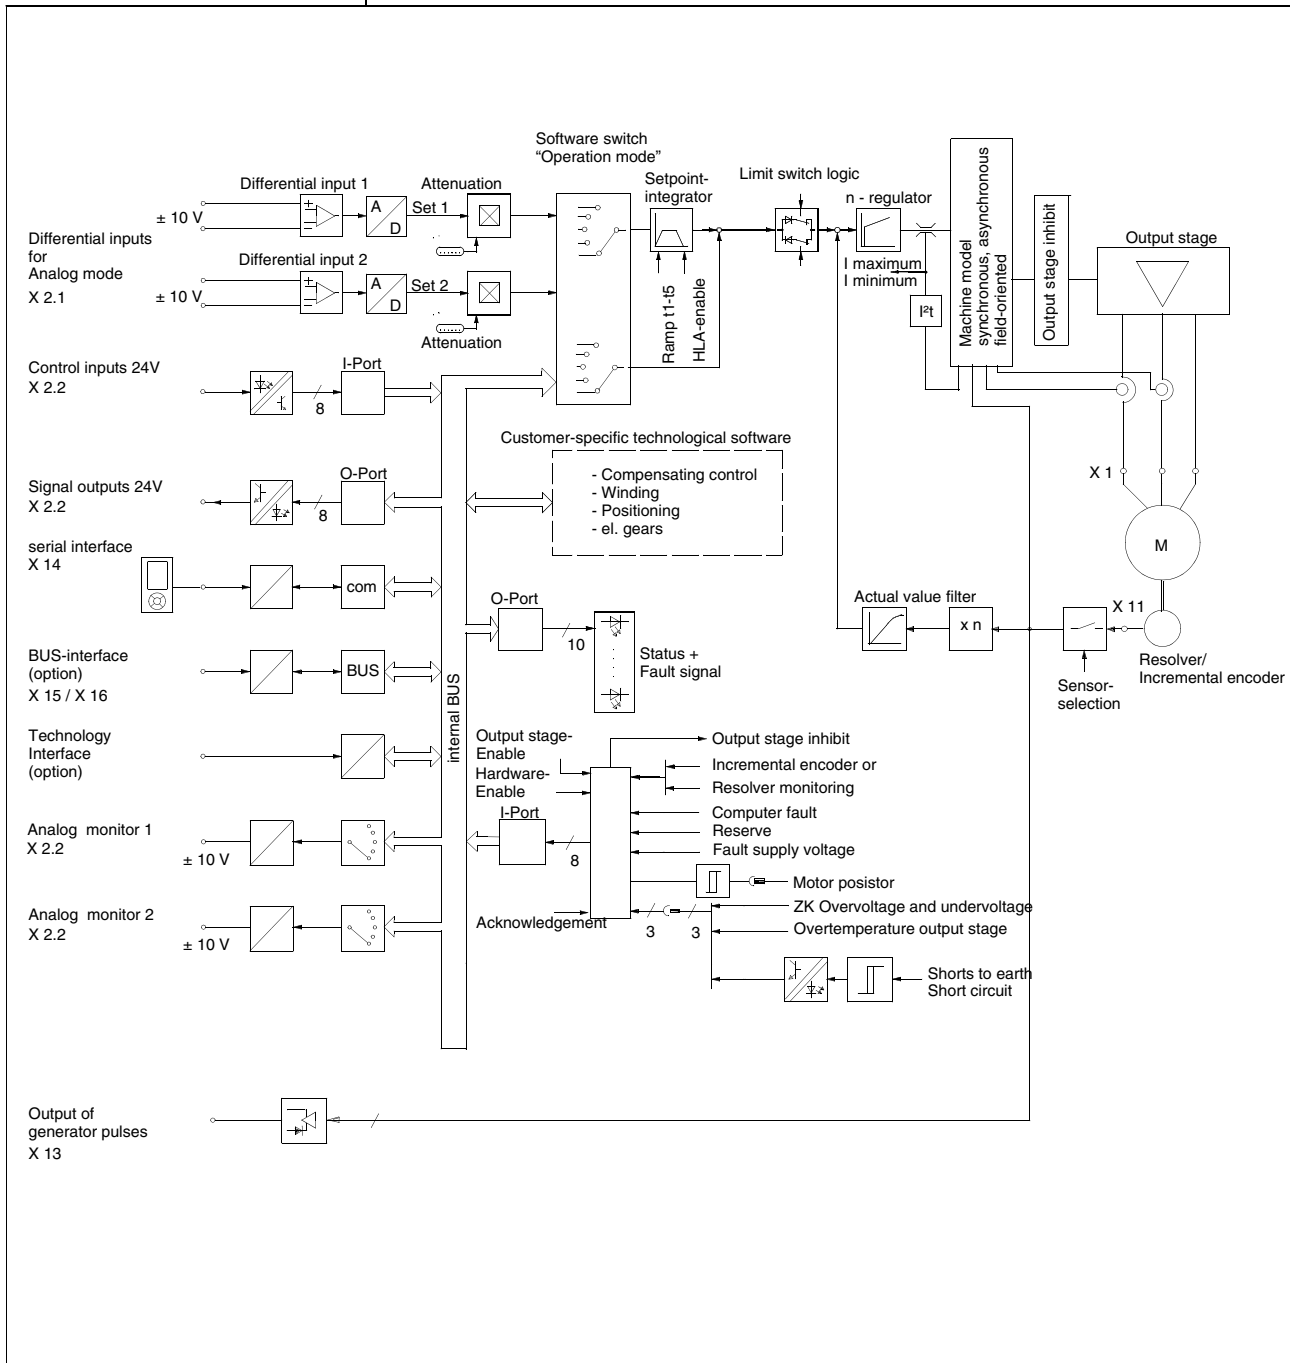 Software switch
“Operation mode”
Differential input 1
Attenuation
Setpoint-
integrator
Limit switch logic
n - regulator
+
−
A
D
Set 1
± 10 V
Differential inputs
for
Analog mode
X 2.1
Differential input 2
+
−
A
D
Set 2
± 10 V
Attenuation
Ramp t1-t5
HLA-enable
I maximum
I minimum
I²t
Machine model
synchronous, asynchronous
field-oriented
Output stage inhibit
Output stage
Control inputs 24V
X 2.2
I-Port
8
Customer-specific technological software
- Compensating control
- Winding
- Positioning
- el. gears
X 1
M
Signal outputs 24V
X 2.2
O-Port
8
serial interface
X 14
com
O-Port
10
Status +
Fault signal
Actual value filter
x n
X 11
Resolver/
Incremental encoder
Sensor-
selection
BUS-interface
(option)
X 15 / X 16
BUS
internal BUS
Technology
Interface
(option)
Output stage-
Enable
Hardware-
Enable
I-Port
8
Acknowledgement
Output stage inhibit
Incremental encoder or
Resolver monitoring
Computer fault
Reserve
Fault supply voltage
Motor posistor
ZK Overvoltage and undervoltage
3
3
Overtemperature output stage
Shorts to earth
Short circuit
Analog monitor 1
X 2.2
± 10 V
Analog monitor 2
X 2.2
± 10 V
Output of
generator pulses
X 13